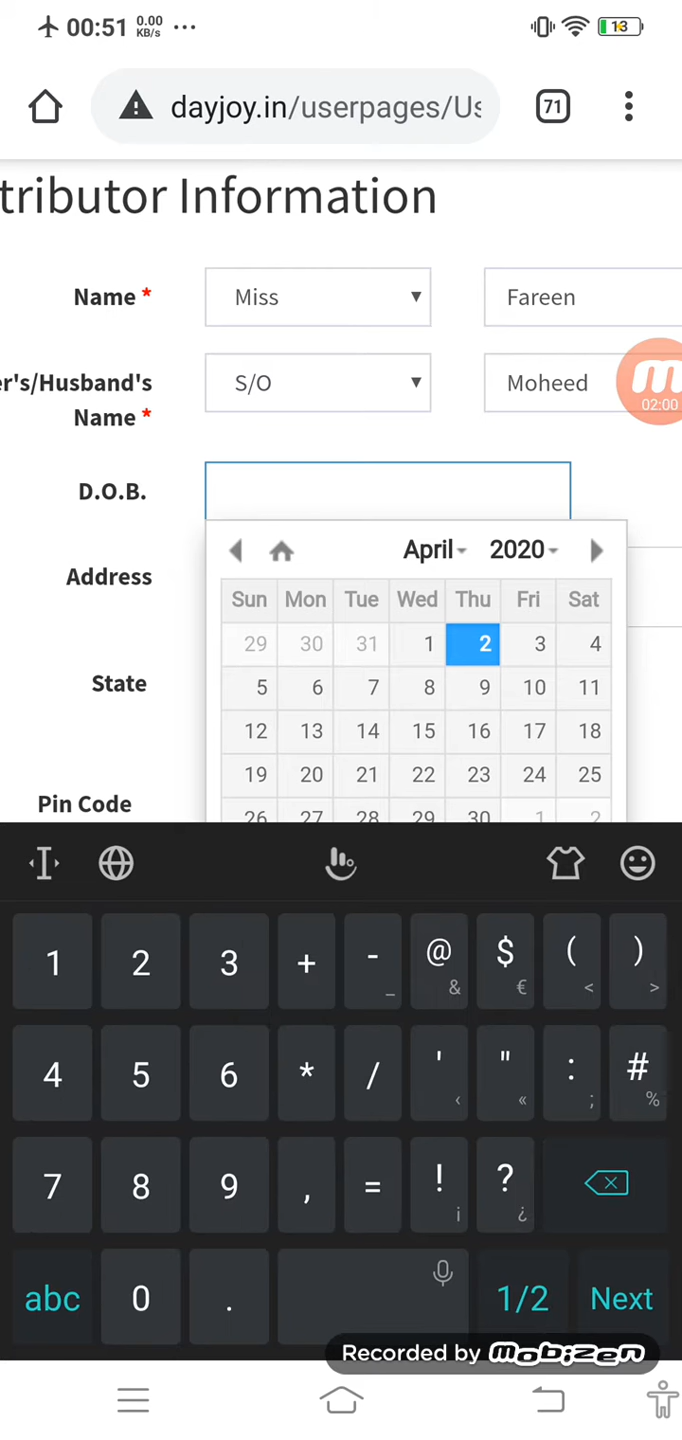 00:51 0.00 KB/s ... 13
dayjoy.in/userpages/Us 71
tributor Information
Name * Miss Fareen
er's/Husband's Name * S/O Moheed
02:00
D.O.B.
April 2020
Address
Sun Mon Tue Wed Thu Fri Sat
29 30 31 1 2 3 4
State
5 6 7 8 9 10 11
12 13 14 15 16 17 18
19 20 21 22 23 24 25
Pin Code
26 27 28 29 30 1 2
1 2 3 + - _ @ & $ € ( < ) >
4 5 6 * / ' ‹ " « : ; # %
7 8 9 , = ! ¡ ? ¿
abc 0 . 1/2 Next
Recorded by mobizen